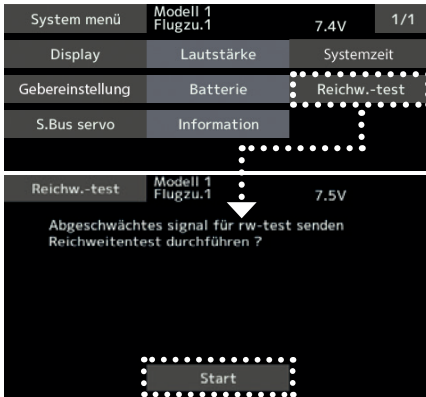 System menü Modell 1 Flugzu.1 7.4V 1/1
Display Lautstärke Systemzeit
Gebereinstellung Batterie Reichw.-test
S.Bus servo Information
Reichw.-test Modell 1 Flugzu.1 7.5V
Abgeschwächtes signal für rw-test senden
Reichweitentest durchführen ?
Start